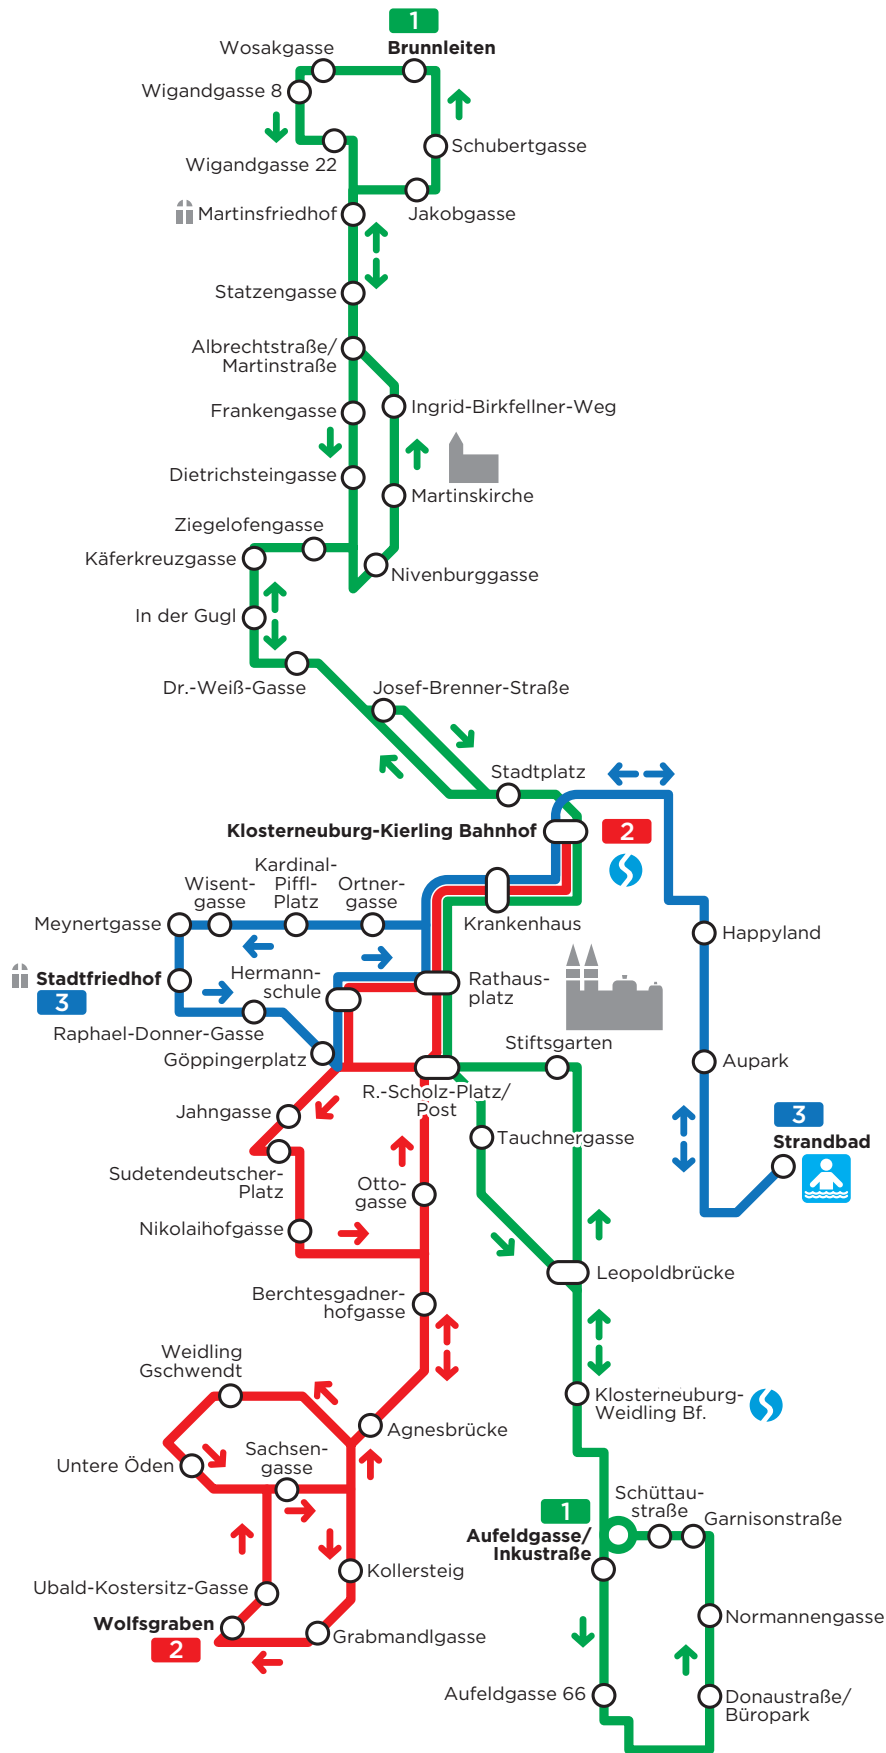 1
Brunnleiten
Wosakgasse
Wigandgasse 8
Schubertgasse
Wigandgasse 22
Martinsfriedhof
Jakobgasse
Statzengasse
Albrechtstraße/
Martinstraße
Frankengasse
Ingrid-Birkfellner-Weg
Dietrichsteingasse
Martinskirche
Ziegelofengasse
Käferkreuzgasse
Nivenburggasse
In der Gugl
Dr.-Weiß-Gasse
Josef-Brenner-Straße
Stadtplatz
Klosterneuburg-Kierling Bahnhof
2
Kardinal-
Piffl-
Platz
Wisent-
gasse
Ortner-
gasse
Meynertgasse
Krankenhaus
Happyland
Stadtfriedhof
3
Hermann-
schule
Rathaus-
platz
Raphael-Donner-Gasse
Göppingerplatz
Stiftsgarten
Aupark
R.-Scholz-Platz/
Post
Jahngasse
Tauchnergasse
3
Strandbad
Sudetendeutscher-
Platz
Otto-
gasse
Nikolaihofgasse
Leopoldbrücke
Berchtesgadner-
hofgasse
Weidling
Gschwendt
Klosterneuburg-
Weidling Bf.
Agnesbrücke
Untere Öden
Sachsen-
gasse
1
Aufeldgasse/
Inkustraße
Schüttau-
straße
Garnisonstraße
Kollersteig
Ubald-Kostersitz-Gasse
Wolfsgraben
2
Grabmandlgasse
Normannengasse
Aufeldgasse 66
Donaustraße/
Büropark